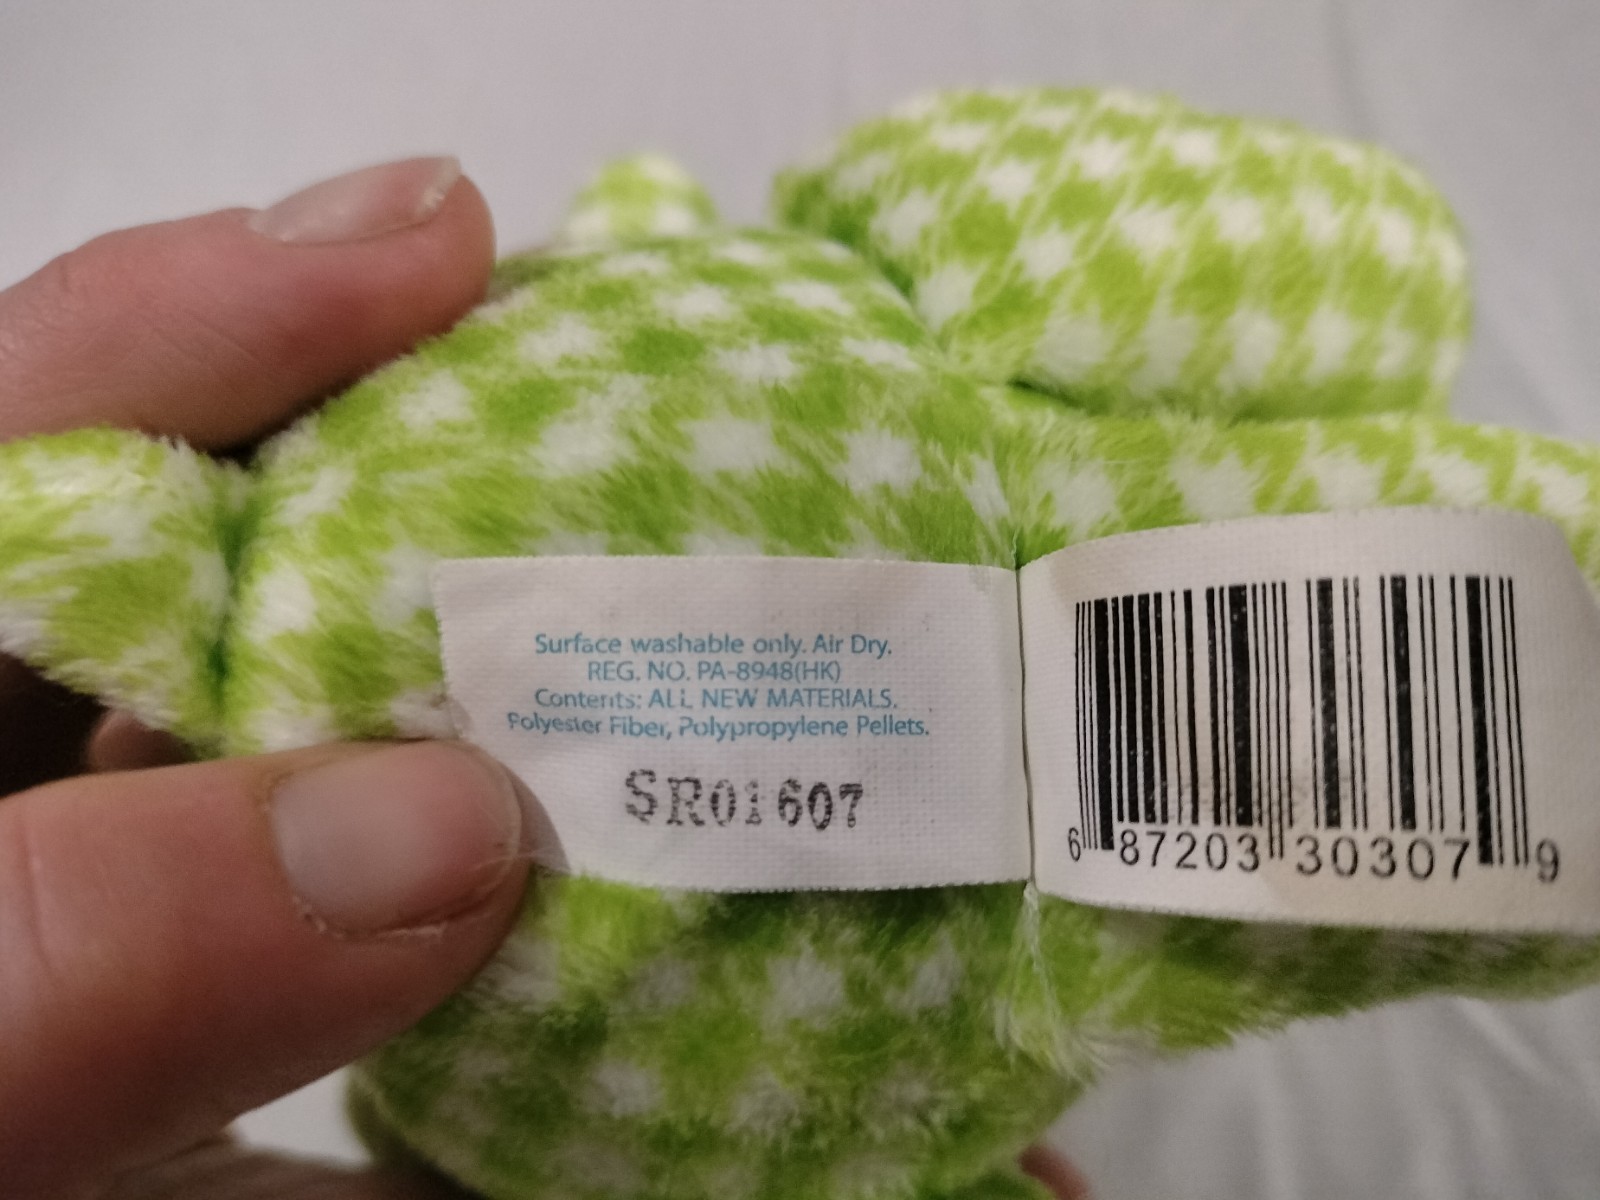 Surface washable only. Air Dry.
REG. NO. PA-8948(HK)
Contents: ALL NEW MATERIALS.
Polyester Fiber, Polypropylene Pellets.
SR01607
6 87203 30307 9